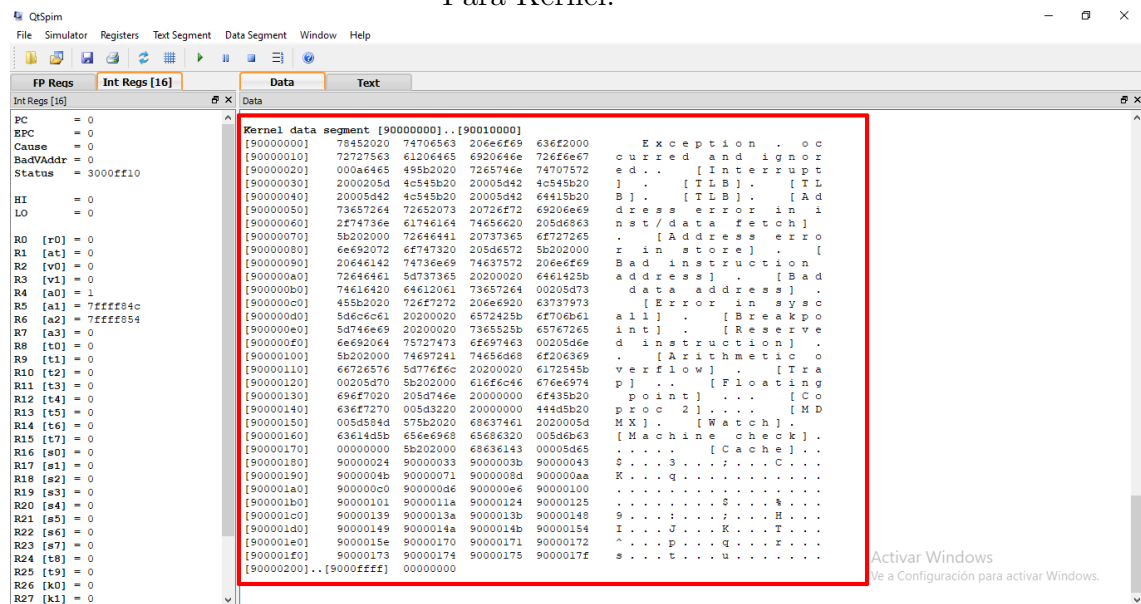 Para Kernel.
QtSpim
File Simulator Registers Text Segment Data Segment Window Help
FP Regs Int Regs [16] Data Text
Int Regs [16] Data
PC = 0
EPC = 0
Cause = 0
BadVAddr = 0
Status = 3000ff10
HI = 0
LO = 0
R0 [r0] = 0
R1 [at] = 0
R2 [v0] = 0
R3 [v1] = 0
R4 [a0] = 1
R5 [a1] = 7ffff84c
R6 [a2] = 7ffff854
R7 [a3] = 0
R8 [t0] = 0
R9 [t1] = 0
R10 [t2] = 0
R11 [t3] = 0
R12 [t4] = 0
R13 [t5] = 0
R14 [t6] = 0
R15 [t7] = 0
R16 [s0] = 0
R17 [s1] = 0
R18 [s2] = 0
R19 [s3] = 0
R20 [s4] = 0
R21 [s5] = 0
R22 [s6] = 0
R23 [s7] = 0
R24 [t8] = 0
R25 [t9] = 0
R26 [k0] = 0
R27 [k1] = 0
Kernel data segment [90000000]..[90010000]
[90000000] 78452020 74706563 206e6f69 636f2000 E x c e p t i o n . o c
[90000010] 72727563 61206465 6920646e 726f6e67 c u r r e d a n d i g n o r
[90000020] 000a6465 495b2020 7265746e 74707572 e d . . [ I n t e r r u p t
[90000030] 2000205d 4c545b20 20005d42 4c545b20 ] . [ T L B ] . [ T L
[90000040] 20005d42 4c545b20 20005d42 64415b20 B ] . [ T L B ] . [ A d
[90000050] 73657264 72652073 20726f72 69206e69 d r e s s e r r o r i n i
[90000060] 2f74736e 61746164 74656620 205d6863 n s t / d a t a f e t c h ]
[90000070] 5b202000 72646441 20737365 6f727265 . [ A d d r e s s e r r o
[90000080] 6e692072 6f747320 205d6572 5b202000 r i n s t o r e ] . [
[90000090] 20646142 74736e69 74637572 206e6f69 B a d i n s t r u c t i o n
[900000a0] 72646461 5d737365 20200020 6461425b a d d r e s s ] . [ B a d
[900000b0] 74616420 64612061 73657264 00205d73 d a t a a d d r e s s ] .
[900000c0] 455b2020 726f7272 206e6920 63737973 [ E r r o r i n s y s c
[900000d0] 5d6c6c61 20200020 6572425b 6f706b61 a l l ] . [ B r e a k p o
[900000e0] 5d746e69 20200020 7365525b 65767265 i n t ] . [ R e s e r v e
[900000f0] 6e692064 75727473 6f697463 00205d6e d i n s t r u c t i o n ] .
[90000100] 5b202000 74697241 74656d68 6f206369 . [ A r i t h m e t i c o
[90000110] 66726576 5d776f6c 20200020 6172545b v e r f l o w ] . [ T r a
[90000120] 00205d70 5b202000 616f6c46 676e6974 p ] . . [ F l o a t i n g
[90000130] 696f7020 205d746e 20000000 6f435b20 p o i n t ] . . . [ C o
[90000140] 636f7270 005d3220 20000000 444d5b20 p r o c 2 ] . . . . [ M D
[90000150] 005d584d 575b2020 68637461 2020005d M X ] . [ W a t c h ] .
[90000160] 63614d5b 656e6968 65686320 005d6b63 [ M a c h i n e c h e c k ] .
[90000170] 00000000 5b202000 68636143 00005d65 . . . . . [ C a c h e ] . .
[90000180] 90000024 90000033 9000003b 90000043 $ . . . 3 . . . ; . . . C . . .
[90000190] 9000004b 90000071 9000008d 900000aa K . . . q . . . . . . . . . . .
[900001a0] 900000c0 900000d6 900000e6 90000100 . . . . . . . . . . . . . . . .
[900001b0] 90000101 9000011a 90000124 90000125 . . . . . . . . $ . . . % . . .
[900001c0] 90000139 9000013a 9000013b 90000148 9 . . . : . . . ; . . . H . . .
[900001d0] 90000149 9000014a 9000014b 90000154 I . . . J . . . K . . . T . . .
[900001e0] 9000015e 90000170 90000171 90000172 ^ . . . p . . . q . . . r . . .
[900001f0] 90000173 90000174 90000175 9000017f s . . . t . . . u . . . . . . .
[90000200]..[9000ffff] 00000000
Activar Windows
Ve a Configuración para activar Windows.